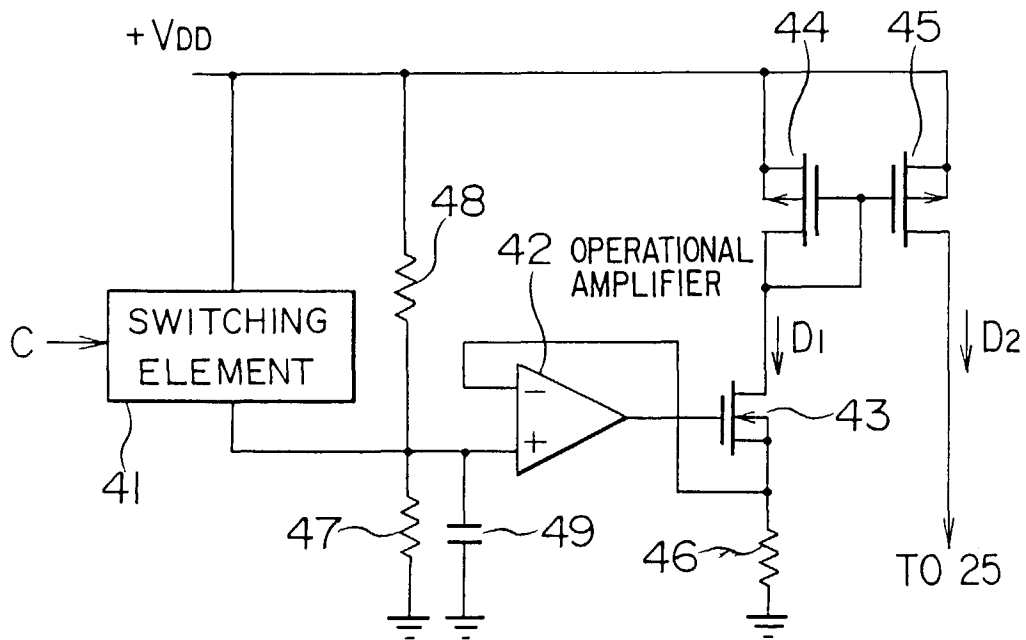 +VDD
44
45
48
42 OPERATIONAL
AMPLIFIER
C
SWITCHING
ELEMENT
D1
D2
−
+
43
41
47
49
46
TO 25